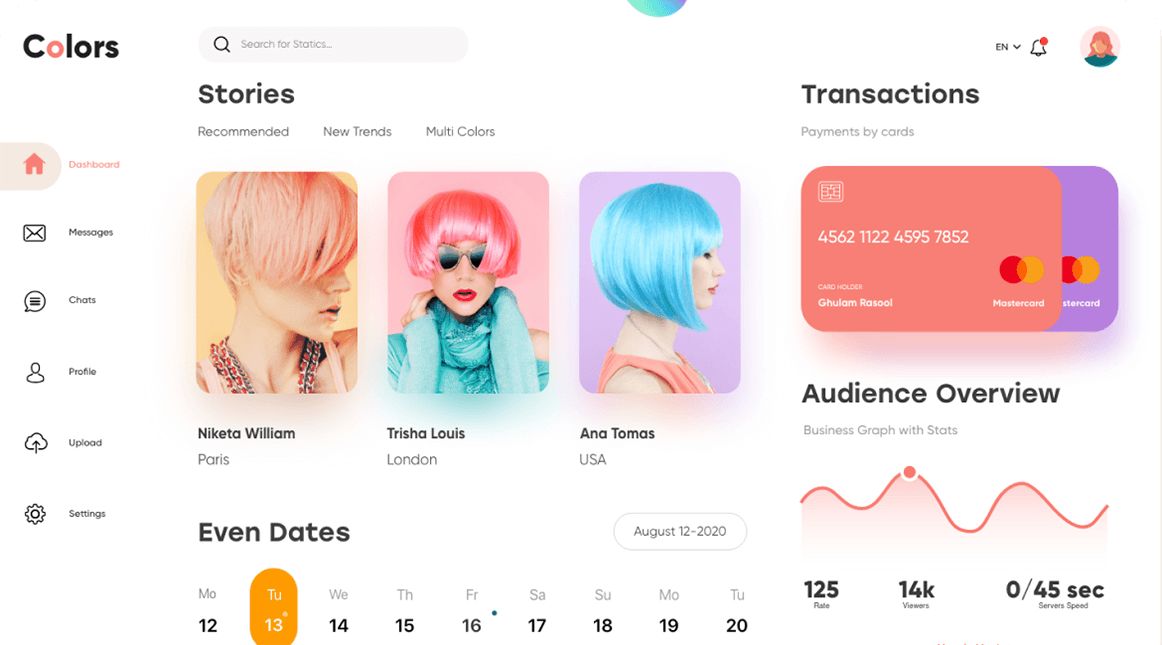 Colors
Search for Statics...
EN
Dashboard
Messages
Chats
Profile
Upload
Settings
Stories
Recommended New Trends Multi Colors
Niketa William
Paris
Trisha Louis
London
Ana Tomas
USA
Even Dates
August 12-2020
Mo Tu We Th Fr Sa Su Mo Tu
12 13 14 15 16 17 18 19 20
Transactions
Payments by cards
4562 1122 4595 7852
CARD HOLDER
Ghulam Rasool
Mastercard
stercard
Audience Overview
Business Graph with Stats
125
Rate
14k
Viewers
0/45 sec
Servers Speed